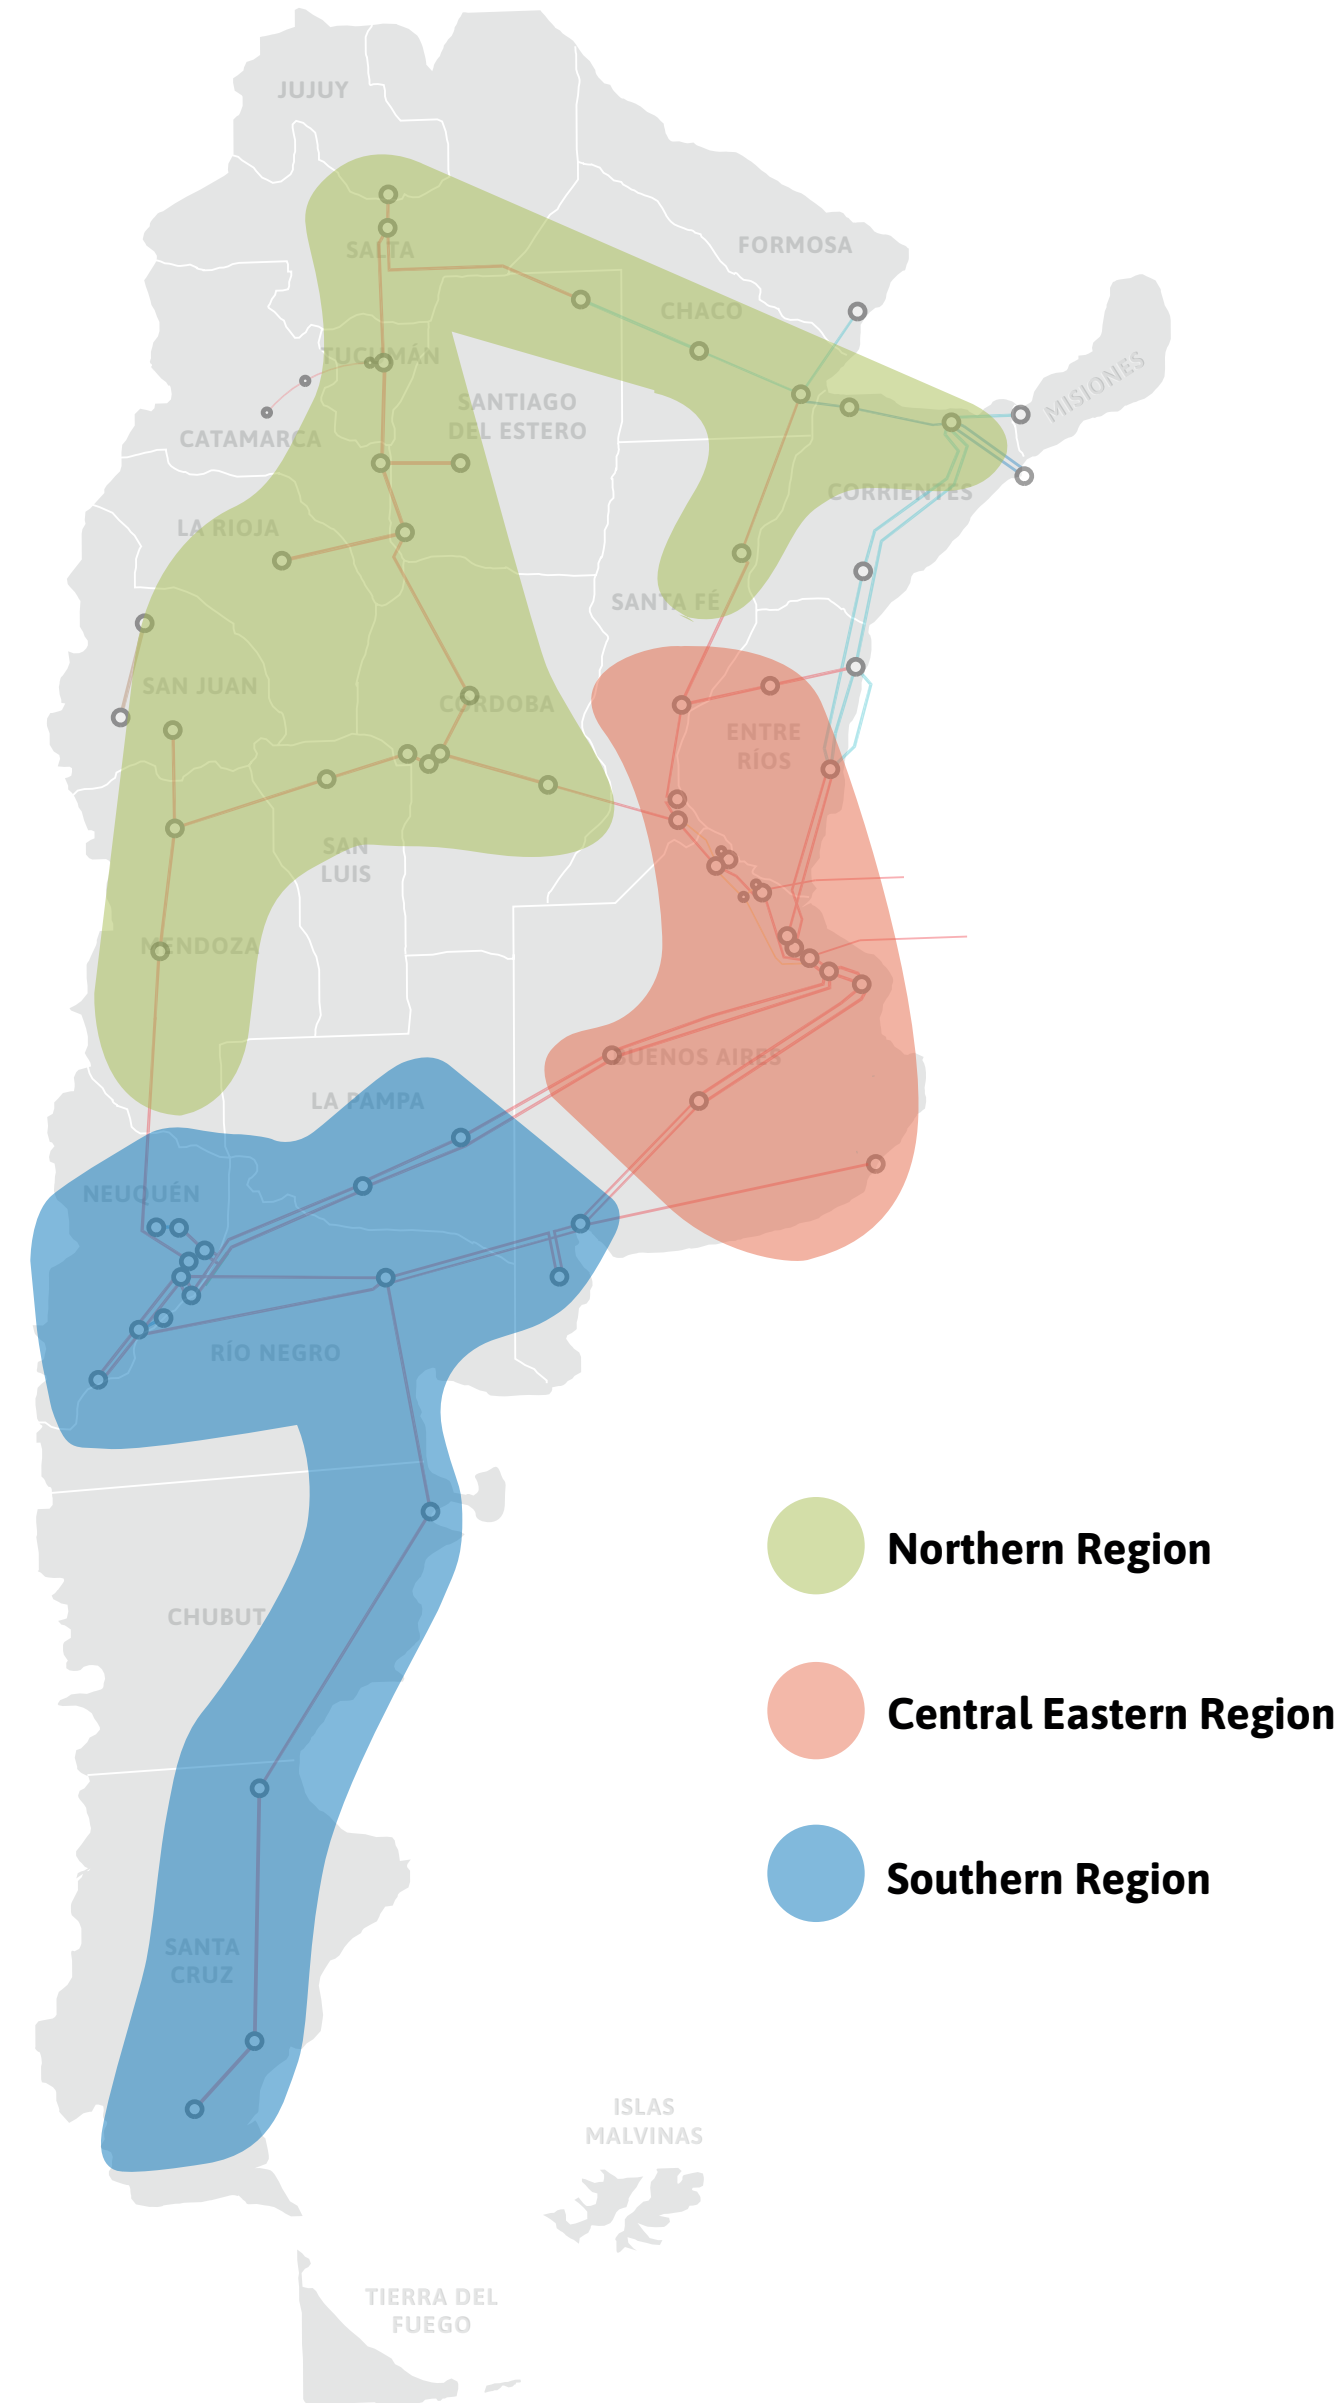 JUJUY
SALTA
FORMOSA
CHACO
TUCUMÁN
MISIONES
SANTIAGO
DEL ESTERO
CATAMARCA
CORRIENTES
LA RIOJA
SANTA FÉ
SAN JUAN
CÓRDOBA
ENTRE
RÍOS
SAN
LUIS
MENDOZA
BUENOS AIRES
LA PAMPA
NEUQUÉN
RÍO NEGRO
CHUBUT
SANTA
CRUZ
ISLAS
MALVINAS
TIERRA DEL
FUEGO
Northern Region
Central Eastern Region
Southern Region